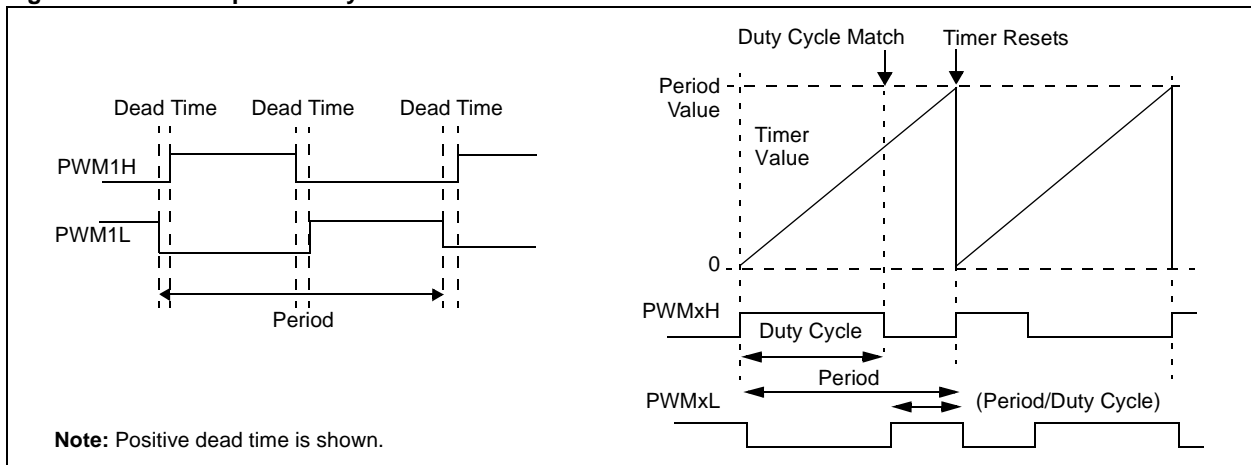 Dead Time Dead Time Dead Time
PWM1H
PWM1L
Period
Note: Positive dead time is shown.
Duty Cycle Match Timer Resets
Period
Value
Timer
Value
0
PWMxH
Duty Cycle
Period
PWMxL
(Period/Duty Cycle)